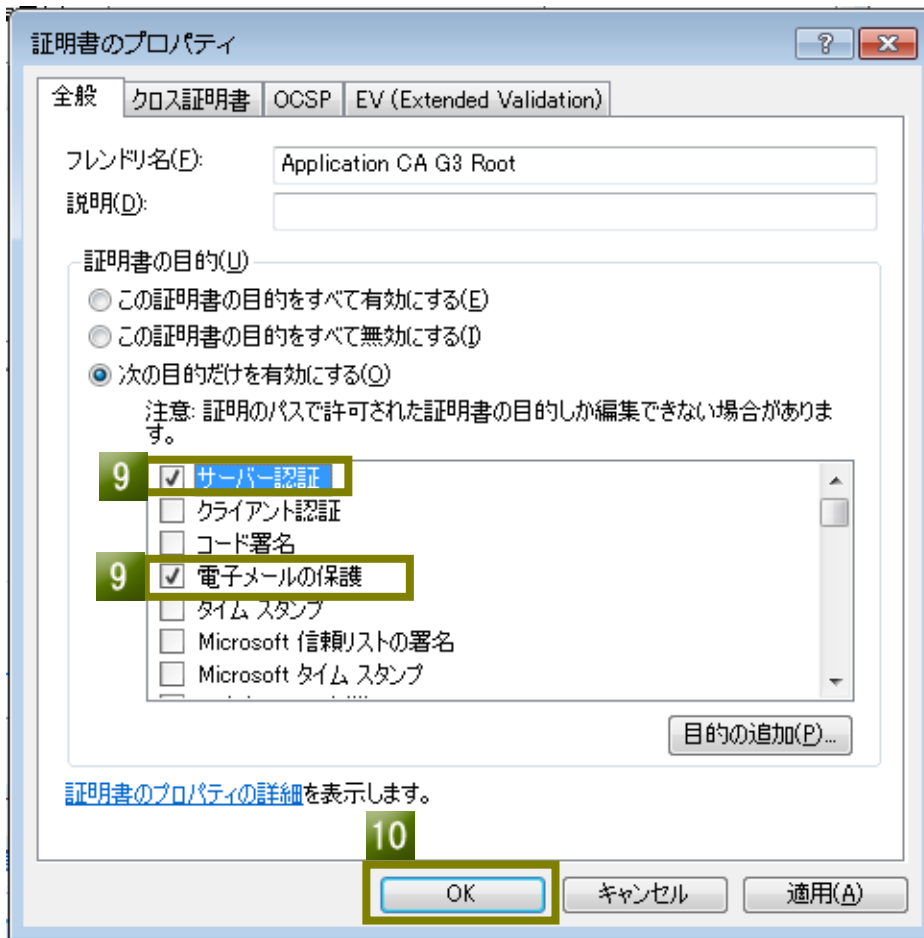 証明書のプロパティ
全般 クロス証明書 OCSP EV (Extended Validation)
フレンドリ名(F): Application CA G3 Root
説明(D):
証明書の目的(U)
この証明書の目的をすべて有効にする(E)
この証明書の目的をすべて無効にする(I)
次の目的だけを有効にする(O)
注意: 証明のパスで許可された証明書の目的しか編集できない場合がありま
す。
9 サーバー認証
クライアント認証
コード署名
9 電子メールの保護
タイム スタンプ
Microsoft 信頼リストの署名
Microsoft タイム スタンプ
目的の追加(P)...
証明書のプロパティの詳細を表示します。
10
OK キャンセル 適用(A)